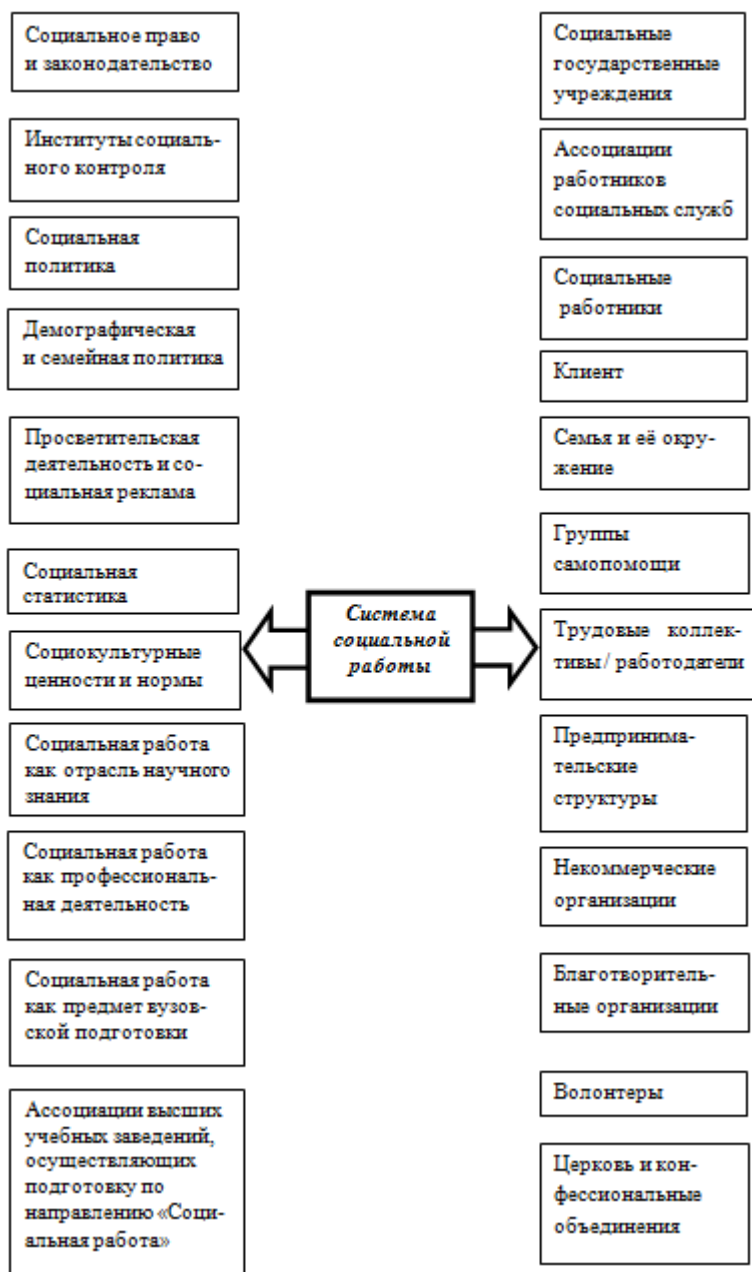 Социальное право
и законодательство
Институты социаль-
ного контроля
Социальная
политика
Демографическая
и семейная политика
Просветительская
деятельность и со-
циальная реклама
Социальная
статистика
Социокультурные
ценности и нормы
Социальная работа
как отрасль научного
знания
Социальная работа
как профессиональ-
ная деятельность
Социальная работа
как предмет вузов-
ской подготовки
Ассоциации высших
учебных заведений,
осуществляющих
подготовку по
направлению «Соци-
альная работа»
Система
социальной
работы
Социальные
государственные
учреждения
Ассоциации
работников
социальных служб
Социальные
работники
Клиент
Семья и её окру-
жение
Группы
самопомощи
Трудовые коллек-
тивы / работодатели
Предпринима-
тельские
структуры
Некоммерческие
организации
Благотворитель-
ные организации
Волонтеры
Церковь и кон-
фессиональные
объединения